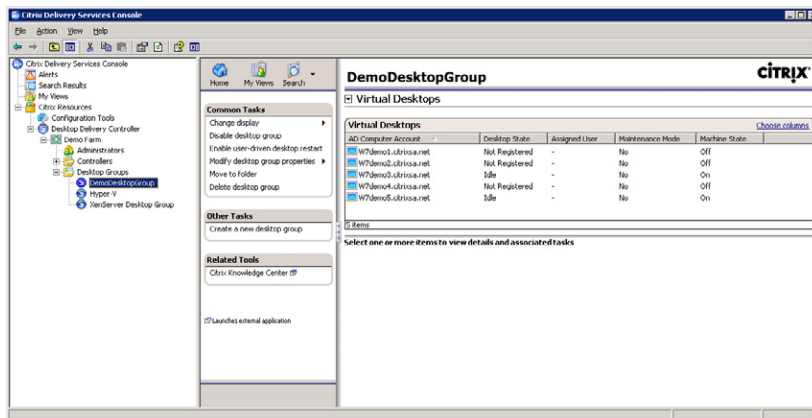 Citrix Delivery Services Console
File Action View Help
Citrix Delivery Services Console
Alerts
Search Results
My Views
Citrix Resources
Configuration Tools
Desktop Delivery Controller
Demo Farm
Administrators
Controllers
Desktop Groups
DemoDesktopGroup
Hyper-V
XenServer Desktop Group
Home My Views Search
Common Tasks
Change display
Disable desktop group
Enable user-driven desktop restart
Modify desktop group properties
Move to folder
Delete desktop group
Other Tasks
Create a new desktop group
Related Tools
Citrix Knowledge Center
Launches external application
DemoDesktopGroup
CITRIX
Virtual Desktops
Virtual Desktops Choose columns
AD Computer Account Desktop State Assigned User Maintenance Mode Machine State
W7demo1.citrixsa.net Not Registered - No Off
W7demo2.citrixsa.net Not Registered - No Off
W7demo3.citrixsa.net Idle - No On
W7demo4.citrixsa.net Not Registered - No Off
W7demo5.citrixsa.net Idle - No On
5 items
Select one or more items to view details and associated tasks